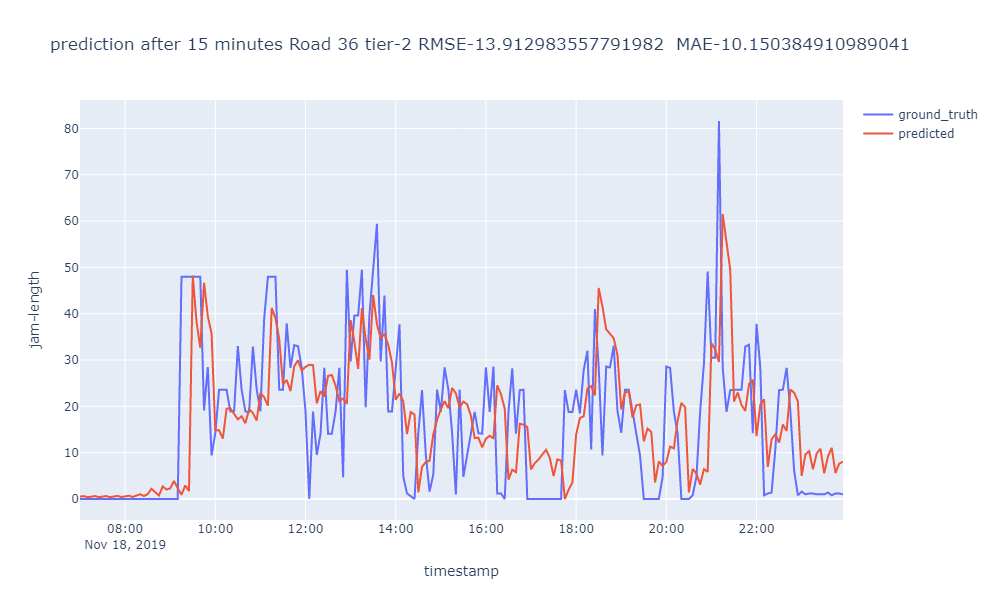 prediction after 15 minutes Road 36 tier-2 RMSE-13.912983557791982  MAE-10.150384910989041
ground_truth
predicted
80
70
60
50
40
30
20
10
0
jam-length
08:00 10:00 12:00 14:00 16:00 18:00 20:00 22:00
Nov 18, 2019
timestamp